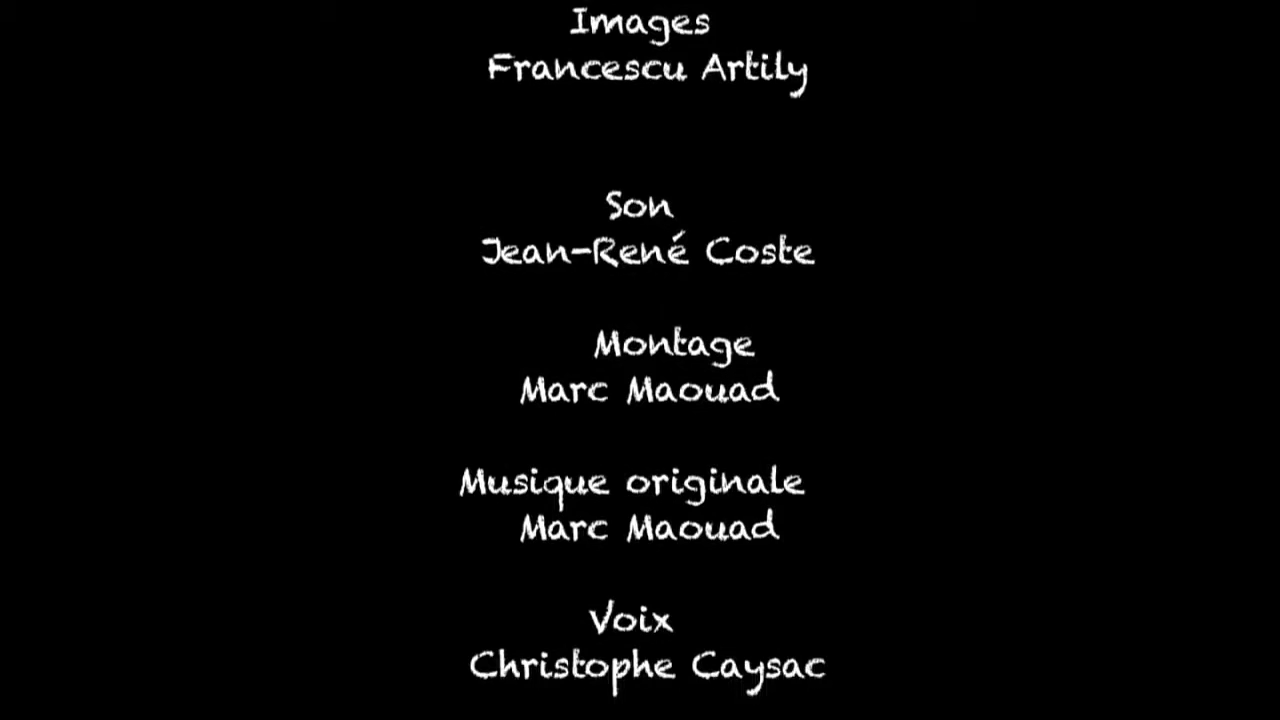 Images
Francescu Artily
Son
Jean-René Coste
Montage
Marc Maouad
Musique originale
Marc Maouad
Voix
Christophe Caysac